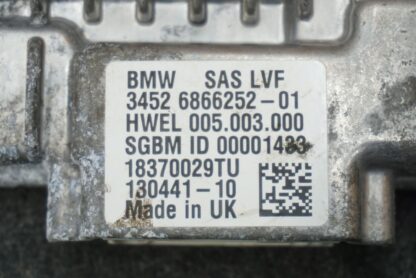 BMW SAS LVF
3452 6866252-01
HWEL 005.003.000
SGBM ID 00001433
18370029TU
130441-10
Made in UK